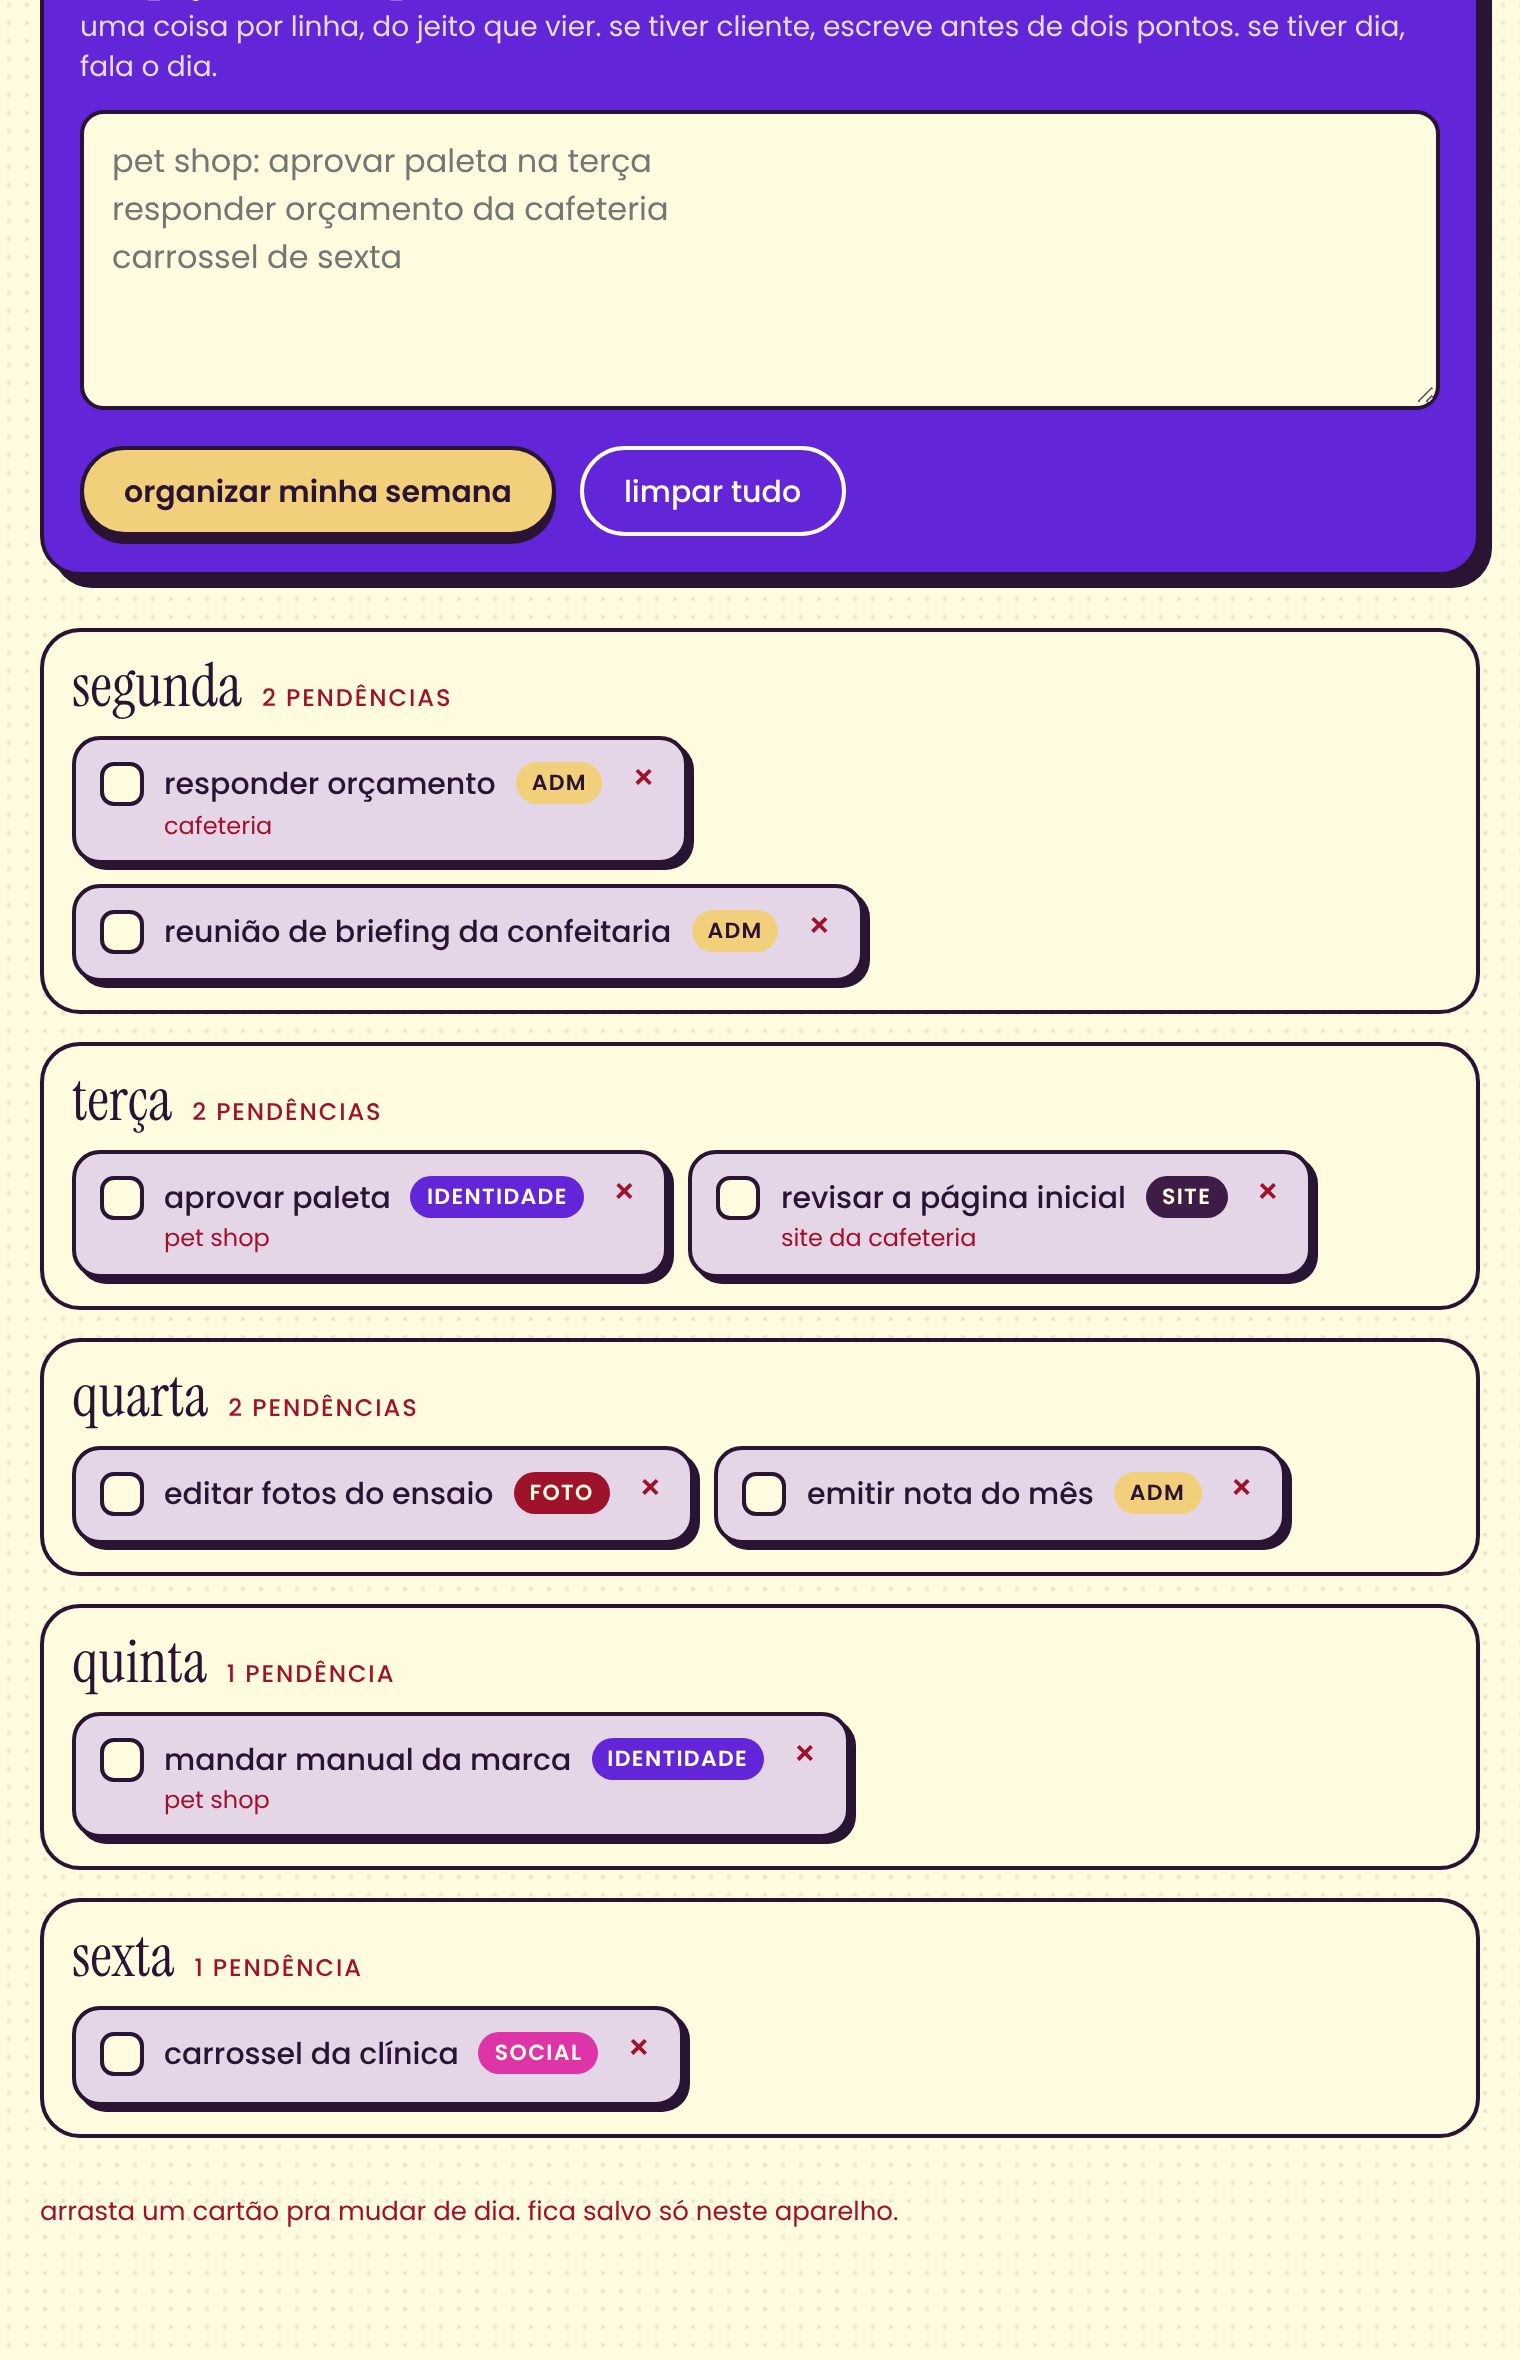 uma coisa por linha, do jeito que vier. se tiver cliente, escreve antes de dois pontos. se tiver dia,
fala o dia.
pet shop: aprovar paleta na terça
responder orçamento da cafeteria
carrossel de sexta
organizar minha semana
limpar tudo
segunda 2 PENDÊNCIAS
responder orçamento ADM ×
cafeteria
reunião de briefing da confeitaria ADM ×
terça 2 PENDÊNCIAS
aprovar paleta IDENTIDADE ×
pet shop
revisar a página inicial SITE ×
site da cafeteria
quarta 2 PENDÊNCIAS
editar fotos do ensaio FOTO ×
emitir nota do mês ADM ×
quinta 1 PENDÊNCIA
mandar manual da marca IDENTIDADE ×
pet shop
sexta 1 PENDÊNCIA
carrossel da clínica SOCIAL ×
arrasta um cartão pra mudar de dia. fica salvo só neste aparelho.